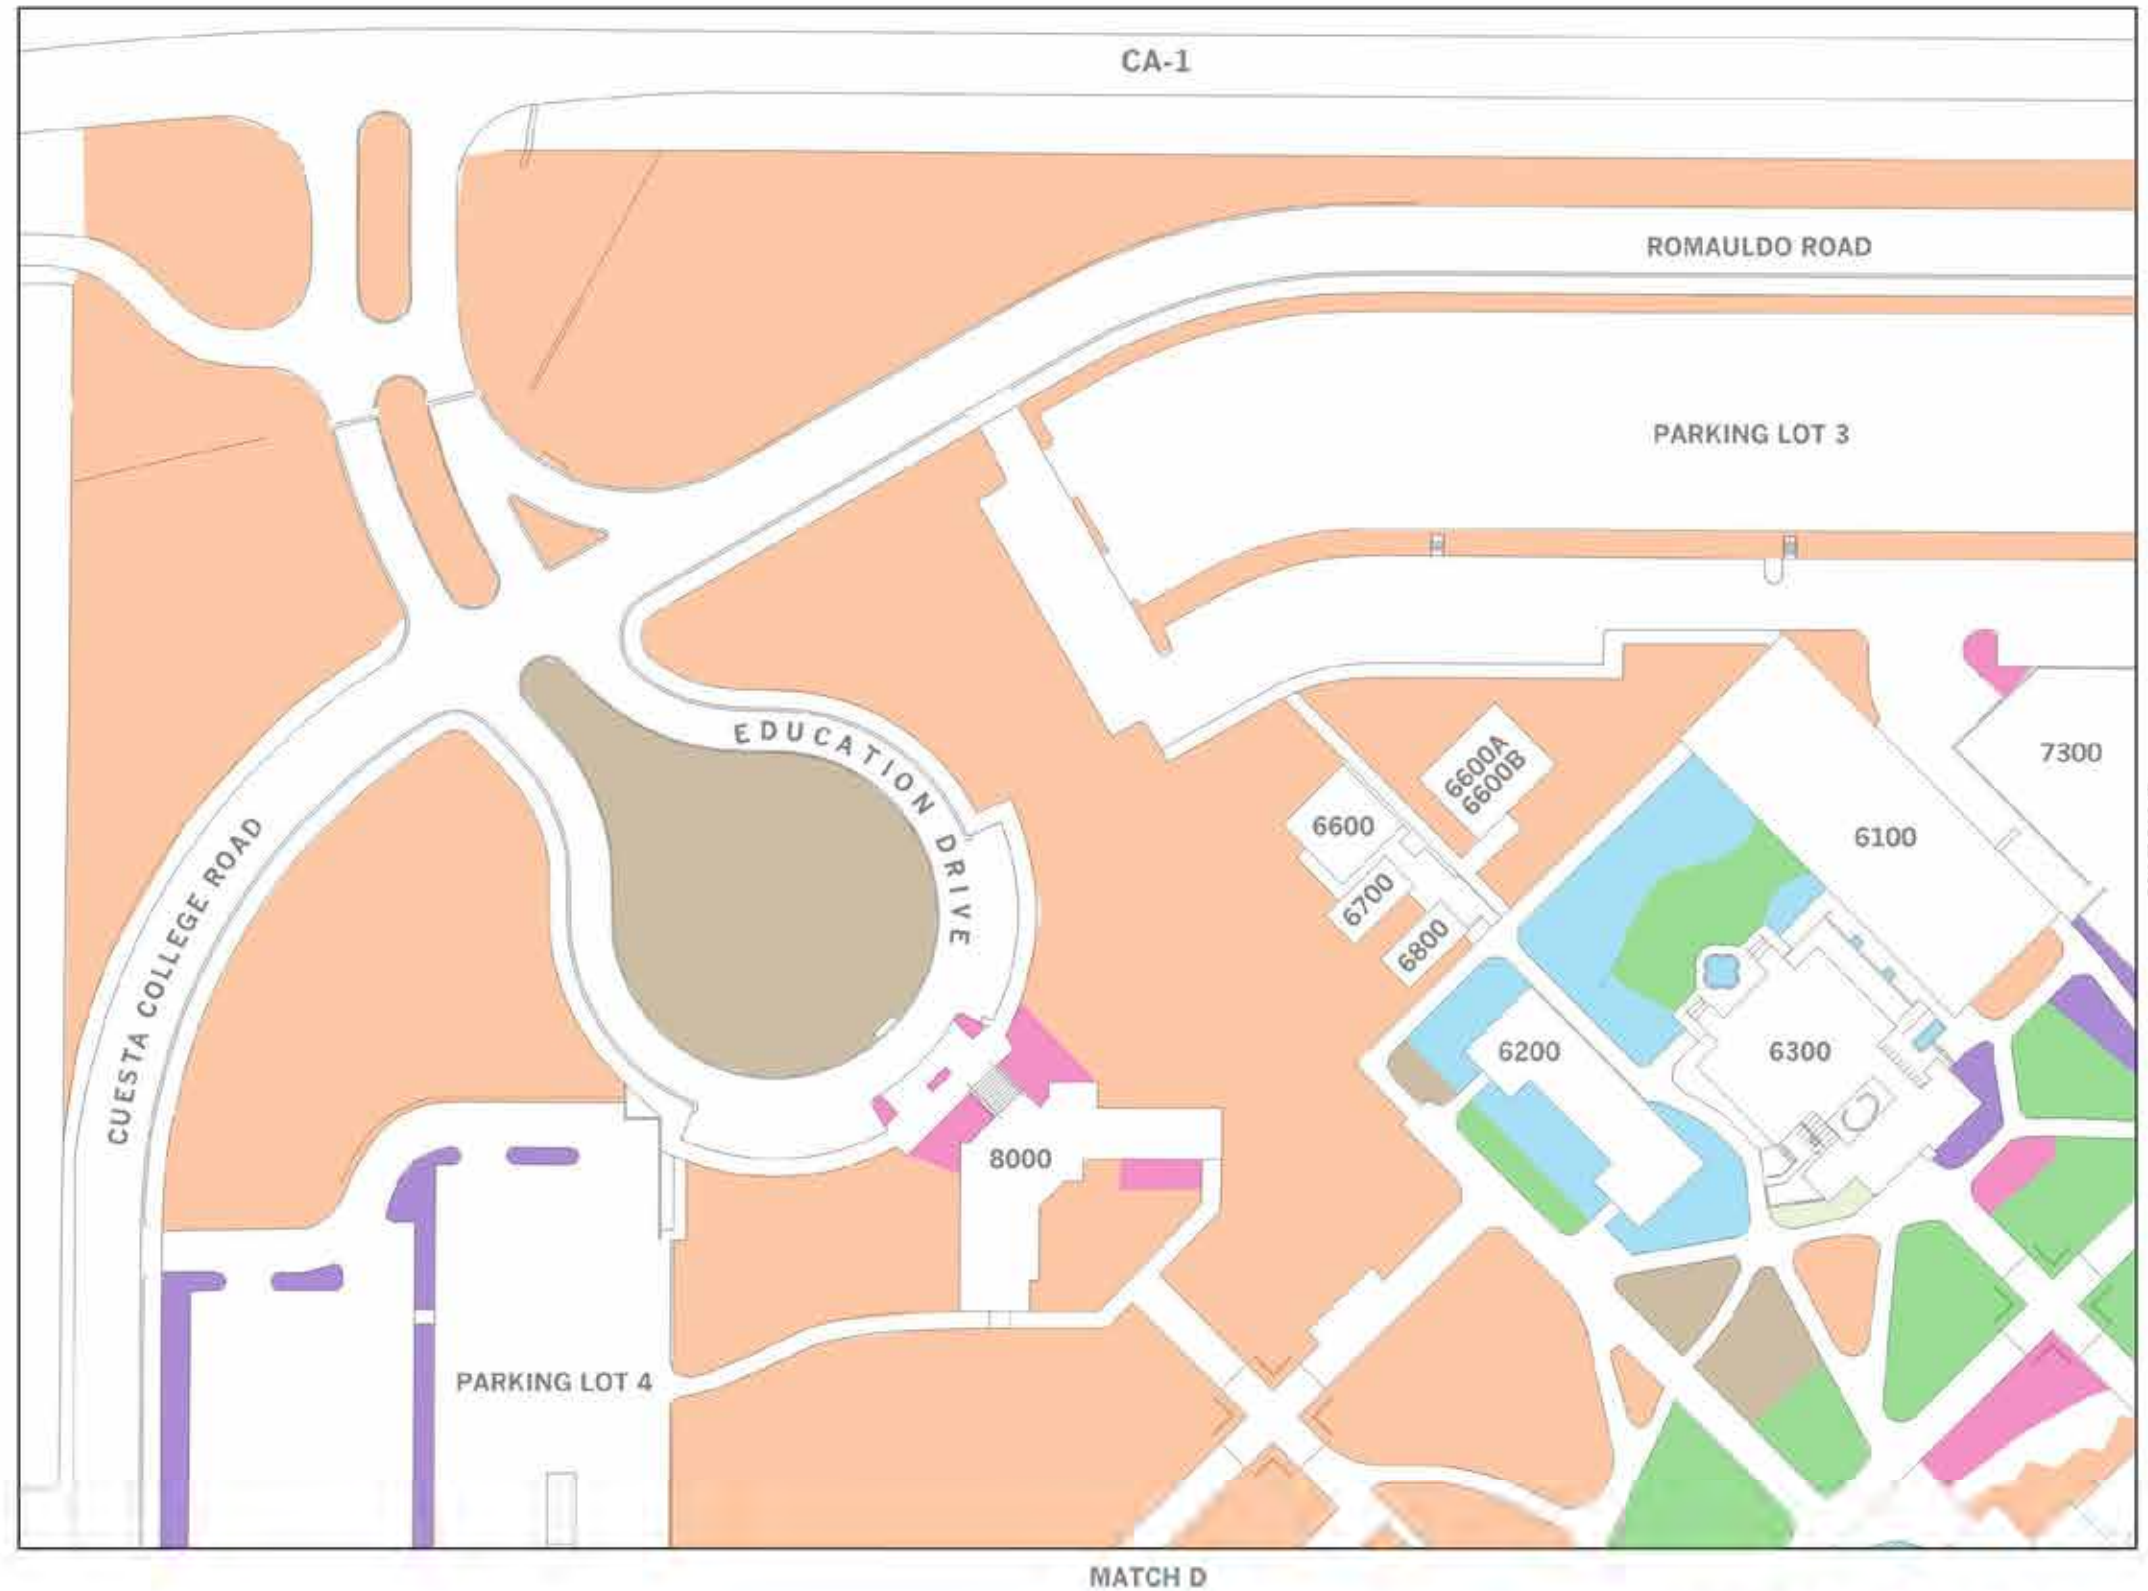 CA-1
ROMAULDO ROAD
PARKING LOT 3
EDUCATION DRIVE
7300
6600A
6600B
6600
6100
6700
6800
CUESTA COLLEGE ROAD
6200
6300
8000
PARKING LOT 4
MATCH D